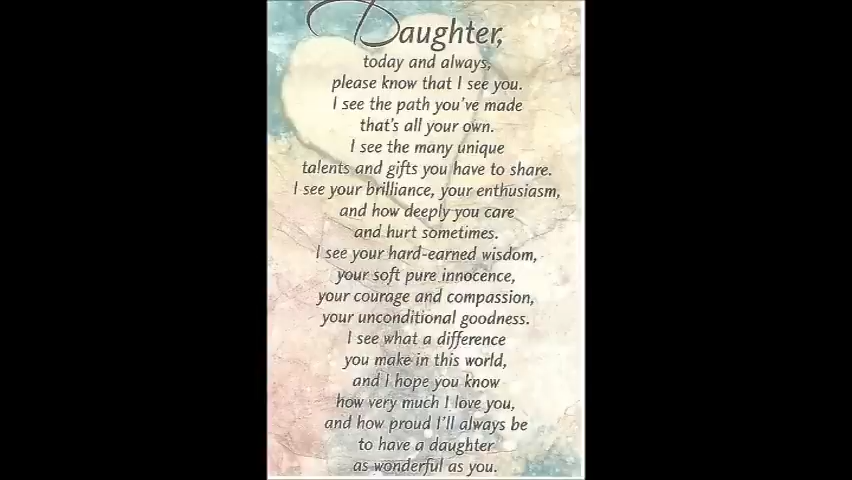 Daughter,
today and always,
please know that I see you.
I see the path you've made
that's all your own.
I see the many unique
talents and gifts you have to share.
I see your brilliance, your enthusiasm,
and how deeply you care
and hurt sometimes.
I see your hard-earned wisdom,
your soft pure innocence,
your courage and compassion,
your unconditional goodness.
I see what a difference
you make in this world,
and I hope you know
how very much I love you,
and how proud I'll always be
to have a daughter
as wonderful as you.